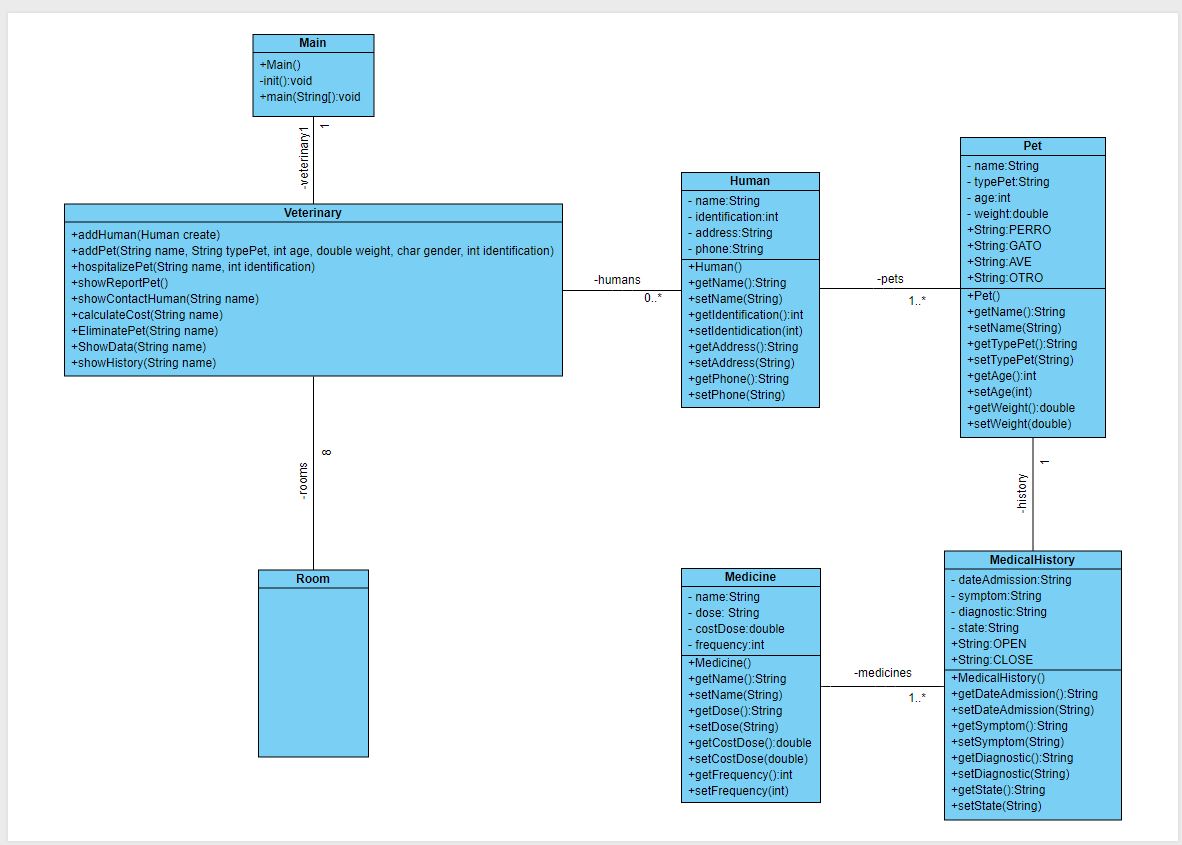 Main
+Main()
-init():void
+main(String[):void
-veterinary1
1
Veterinary
+addHuman(Human create)
+addPet(String name, String typePet, int age, double weight, char gender, int identification)
+hospitalizePet(String name, int identification)
+showReportPet()
+showContactHuman(String name)
+calculateCost(String name)
+EliminatePet(String name)
+ShowData(String name)
+showHistory(String name)
-humans
0..*
Human
- name:String
- identification:int
- address:String
- phone:String
+Human()
+getName():String
+setName(String)
+getIdentification():int
+setIdentidication(int)
+getAddress():String
+setAddress(String)
+getPhone():String
+setPhone(String)
-pets
1..*
Pet
- name:String
- typePet:String
- age:int
- weight:double
+String:PERRO
+String:GATO
+String:AVE
+String:OTRO
+Pet()
+getName():String
+setName(String)
+getTypePet():String
+setTypePet(String)
+getAge():int
+setAge(int)
+getWeight():double
+setWeight(double)
-rooms
8
-history
1
Room
Medicine
- name:String
- dose: String
- costDose:double
- frequency:int
+Medicine()
+getName():String
+setName(String)
+getDose():String
+setDose(String)
+getCostDose():double
+setCostDose(double)
+getFrequency():int
+setFrequency(int)
-medicines
1..*
MedicalHistory
- dateAdmission:String
- symptom:String
- diagnostic:String
- state:String
+String:OPEN
+String:CLOSE
+MedicalHistory()
+getDateAdmission():String
+setDateAdmission(String)
+getSymptom():String
+setSymptom(String)
+getDiagnostic():String
+setDiagnostic(String)
+getState():String
+setState(String)